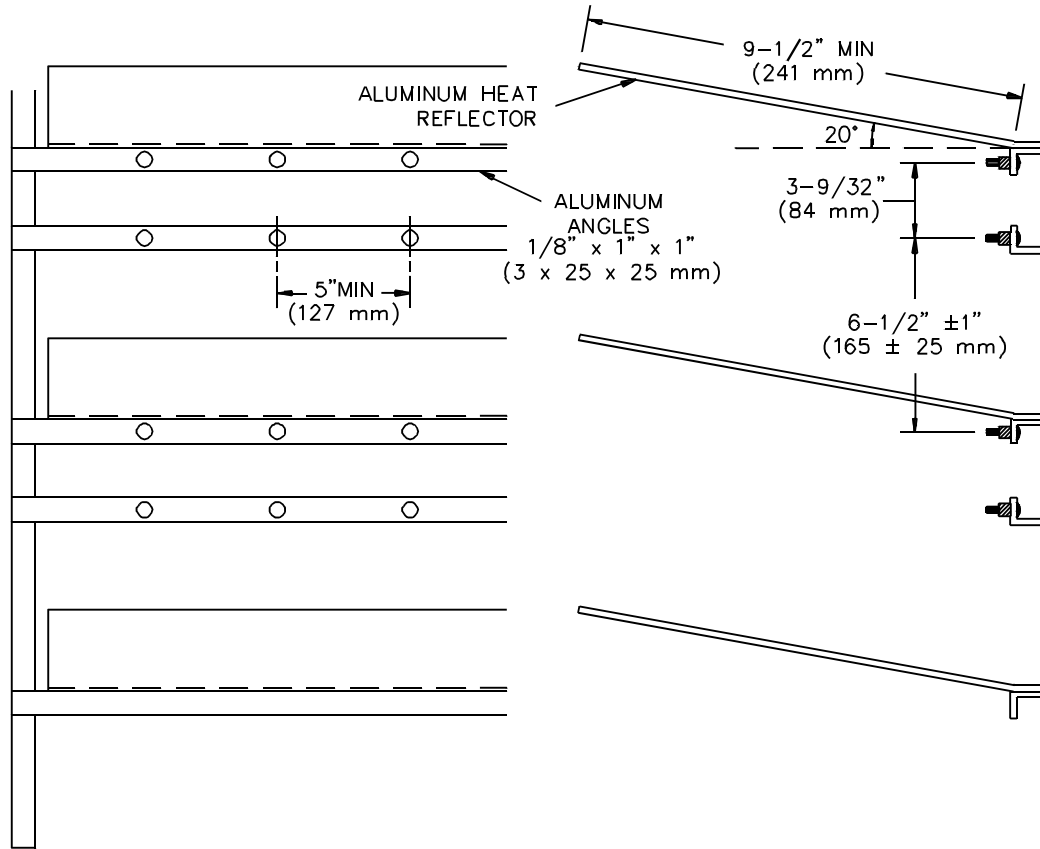 9-1/2" MIN
(241 mm)
ALUMINUM HEAT
REFLECTOR
20°
3-9/32"
(84 mm)
ALUMINUM
ANGLES
1/8" x 1" x 1"
(3 x 25 x 25 mm)
5"MIN
(127 mm)
6-1/2" ±1"
(165 ± 25 mm)